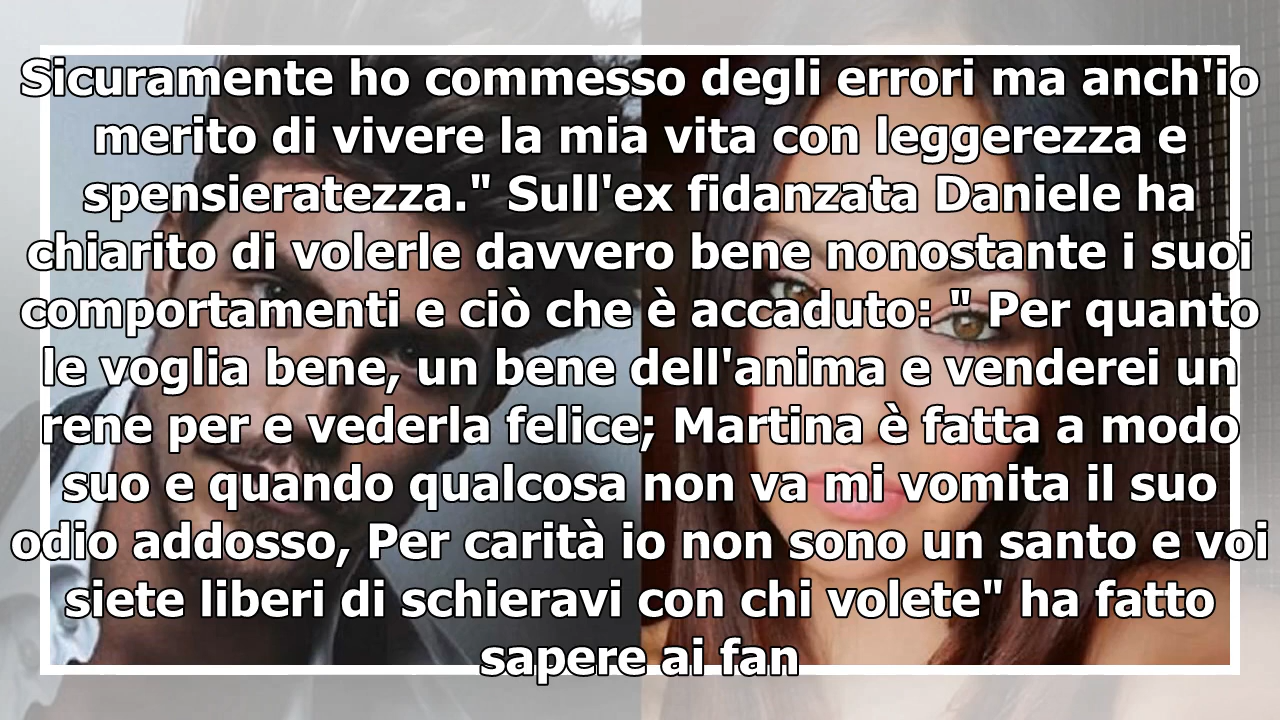 Sicuramente ho commesso degli errori ma anch'io
merito di vivere la mia vita con leggerezza e
spensieratezza." Sull'ex fidanzata Daniele ha
chiarito di volerle davvero bene nonostante i suoi
comportamenti e ciò che è accaduto: " Per quanto
le voglia bene, un bene dell'anima e venderei un
rene per e vederla felice; Martina è fatta a modo
suo e quando qualcosa non va mi vomita il suo
odio addosso, Per carità io non sono un santo e voi
siete liberi di schieravi con chi volete" ha fatto
sapere ai fan